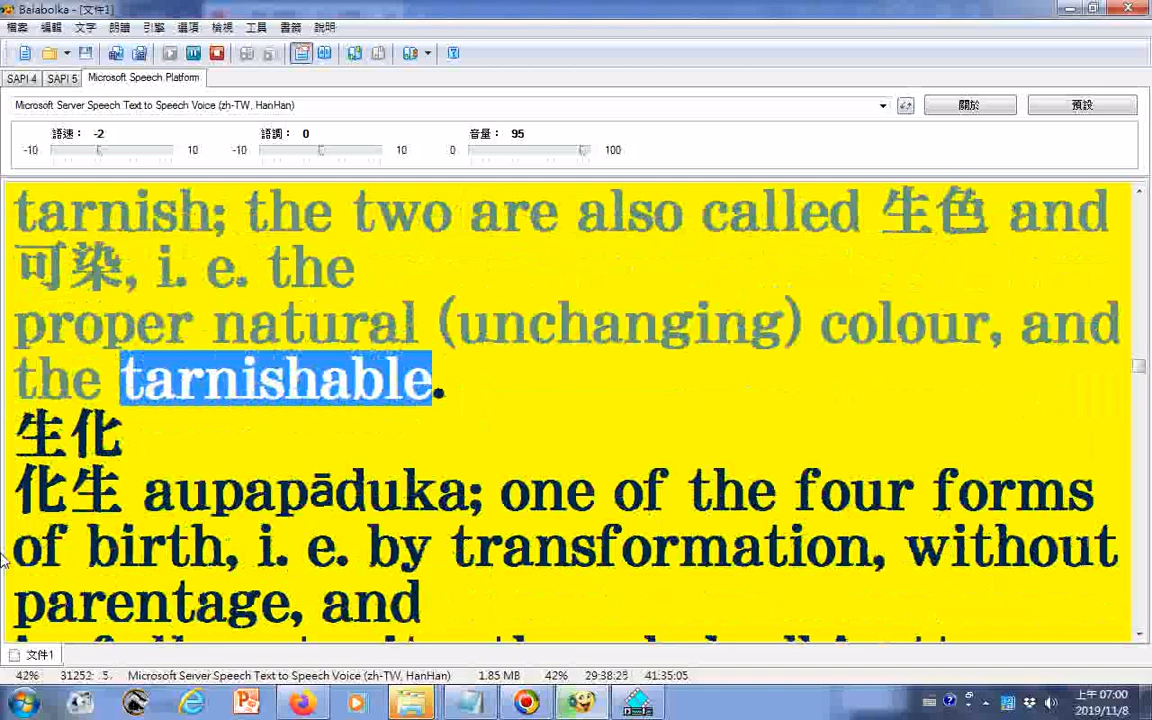 Balabolka - [文件1]
檔案 編輯 文字 朗讀 引擎 選項 檢視 工具 書籤 說明
SAPI 4 SAPI 5 Microsoft Speech Platform
Microsoft Server Speech Text to Speech Voice (zh-TW, HanHan) 關於 預設
語速： -2 語調： 0 音量： 95
-10 10 -10 10 0 100
tarnish; the two are also called 生色 and
可染, i. e. the
proper natural (unchanging) colour, and
the tarnishable.
生化
化生 aupapāduka; one of the four forms
of birth, i. e. by transformation, without
parentage, and
文件1
42% Microsoft Server Speech Text to Speech Voice (zh-TW, HanHan) 1.85 MB 42% 29:38:23 41:35:05
上午 07:00
2019/11/8